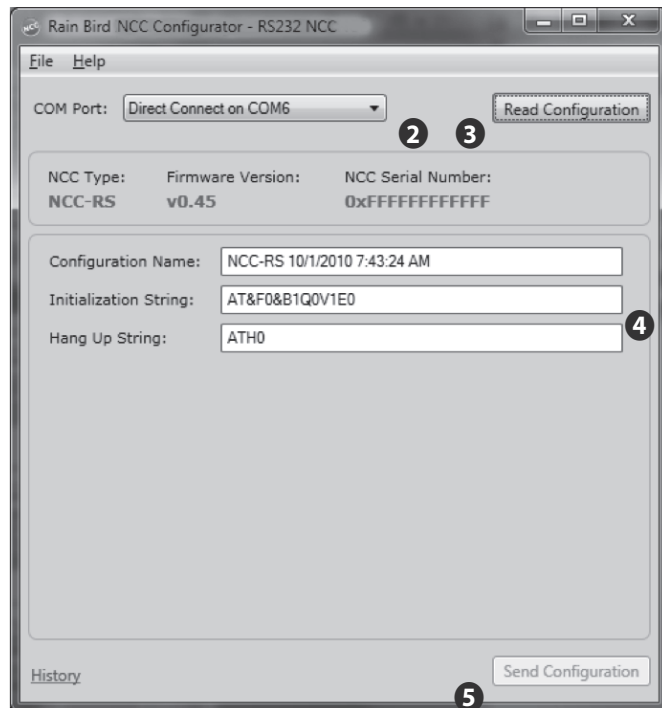 Rain Bird NCC Configurator - RS232 NCC
File Help
COM Port: Direct Connect on COM6 Read Configuration
2 3
NCC Type: Firmware Version: NCC Serial Number:
NCC-RS v0.45 0xFFFFFFFFFFFF
Configuration Name: NCC-RS 10/1/2010 7:43:24 AM
Initialization String: AT&F0&B1Q0V1E0
4
Hang Up String: ATH0
History Send Configuration
5